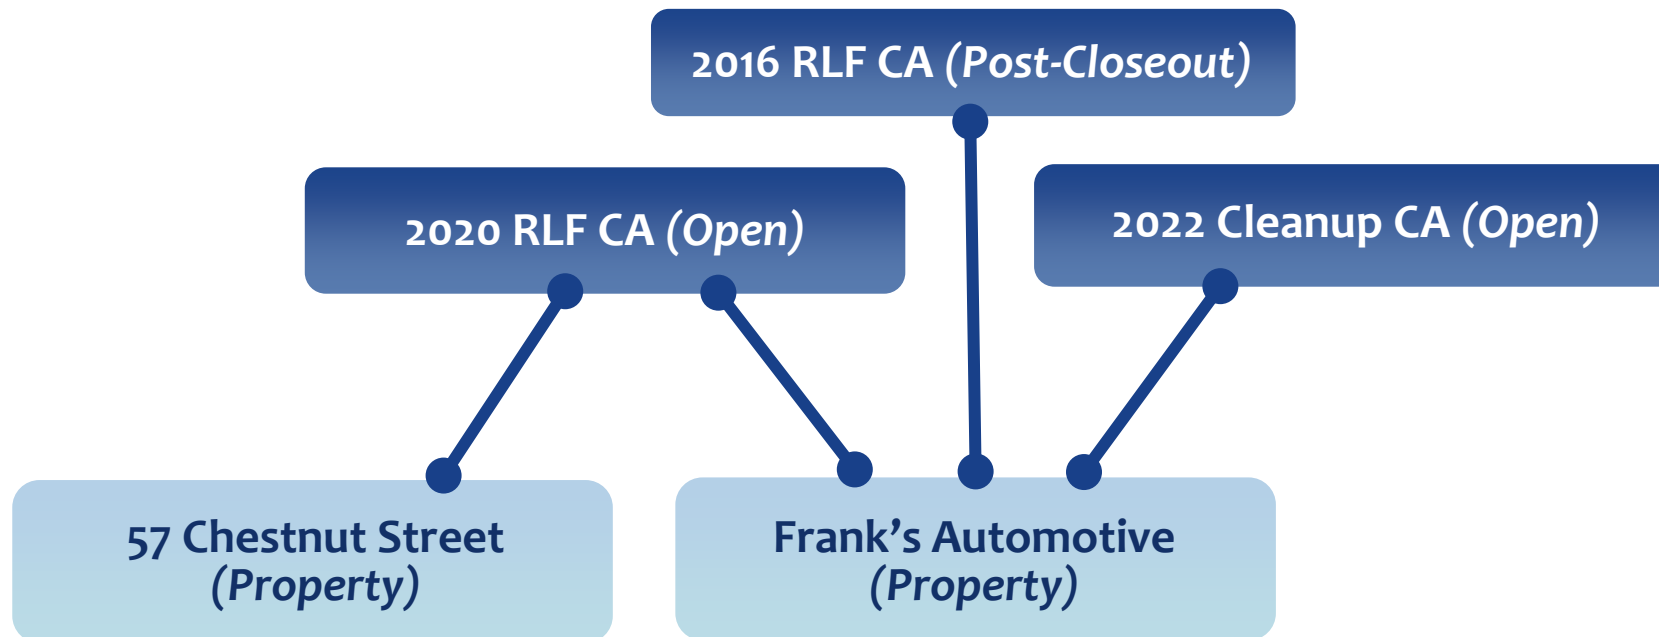 2016 RLF CA (Post-Closeout)
2020 RLF CA (Open)
2022 Cleanup CA (Open)
57 Chestnut Street
(Property)
Frank’s Automotive
(Property)